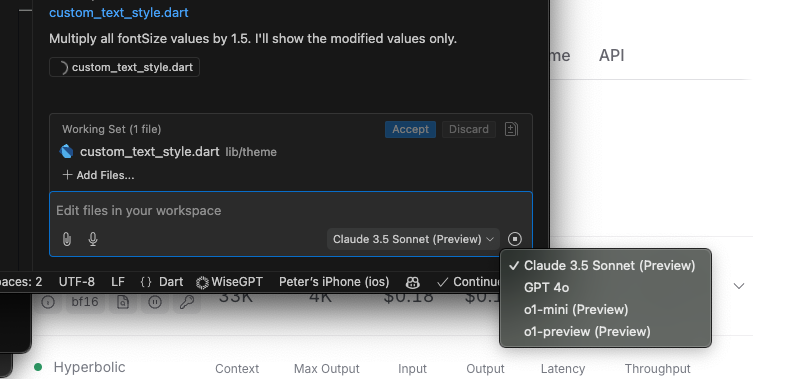 custom_text_style.dart
Multiply all fontSize values by 1.5. I'll show the modified values only.
custom_text_style.dart
me API
Working Set (1 file) Accept Discard
custom_text_style.dart lib/theme
+ Add Files...
Edit files in your workspace
Claude 3.5 Sonnet (Preview)
✓ Claude 3.5 Sonnet (Preview)
GPT 4o
o1-mini (Preview)
o1-preview (Preview)
paces: 2 UTF-8 LF {} Dart WiseGPT Peter's iPhone (ios) ✓ Continu
bf16 33K 4K $0.18 $0.1
Hyperbolic Context Max Output Input Output Latency Throughput